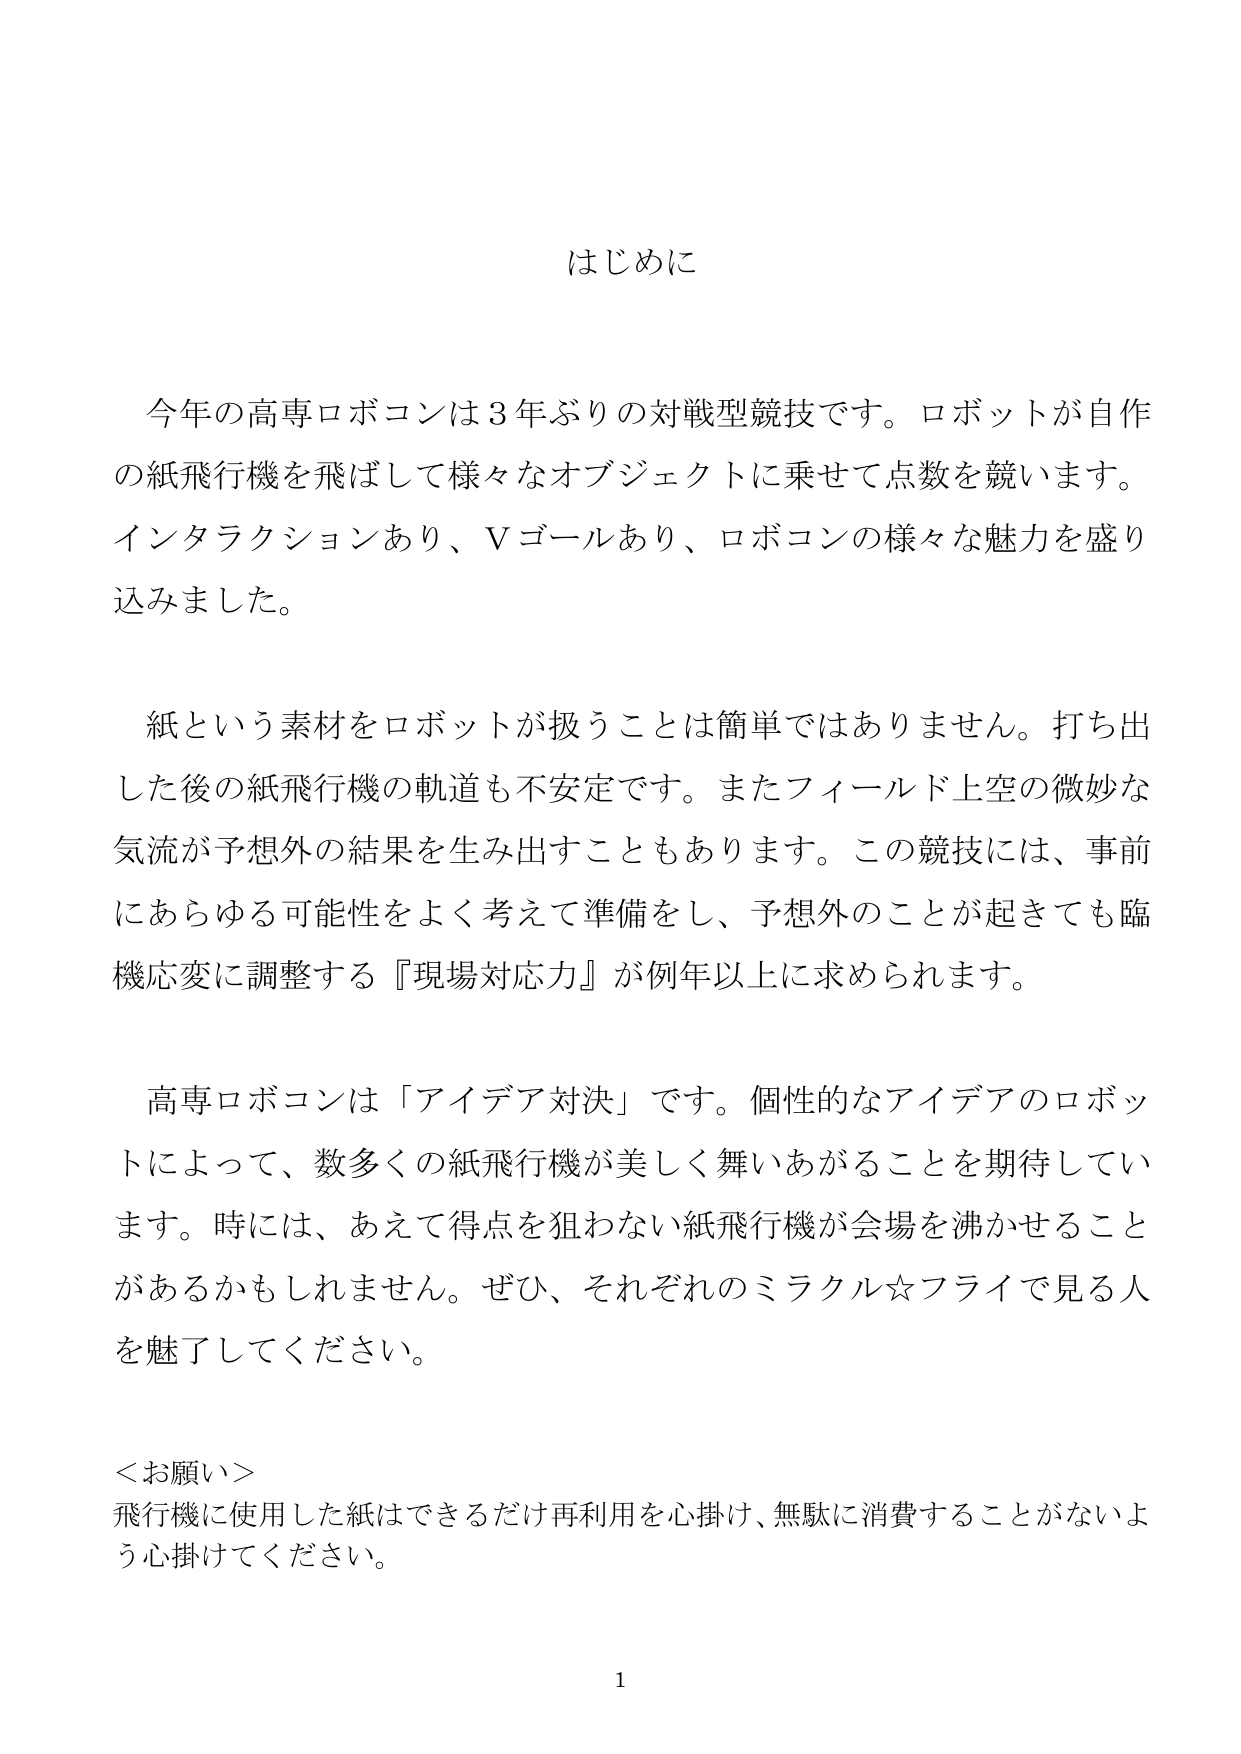 はじめに
今年の高専ロボコンは３年ぶりの対戦型競技です。ロボットが自作
の紙飛行機を飛ばして様々なオブジェクトに乗せて点数を競います。
インタラクションあり、Ｖゴールあり、ロボコンの様々な魅力を盛り
込みました。
紙という素材をロボットが扱うことは簡単ではありません。打ち出
した後の紙飛行機の軌道も不安定です。またフィールド上空の微妙な
気流が予想外の結果を生み出すこともあります。この競技には、事前
にあらゆる可能性をよく考えて準備をし、予想外のことが起きても臨
機応変に調整する『現場対応力』が例年以上に求められます。
高専ロボコンは「アイデア対決」です。個性的なアイデアのロボッ
トによって、数多くの紙飛行機が美しく舞いあがることを期待してい
ます。時には、あえて得点を狙わない紙飛行機が会場を沸かせること
があるかもしれません。ぜひ、それぞれのミラクル☆フライで見る人
を魅了してください。
＜お願い＞
飛行機に使用した紙はできるだけ再利用を心掛け、無駄に消費することがないよ
う心掛けてください。
1